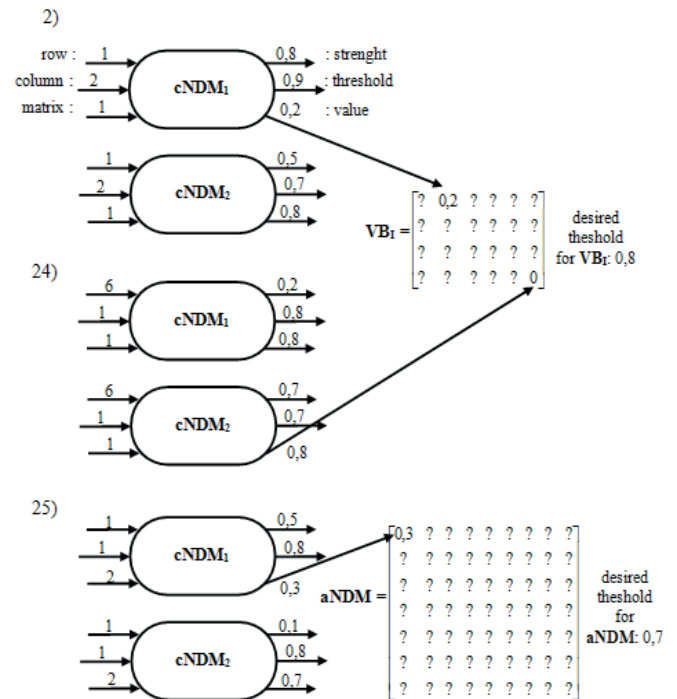 2)
row : 1 cNDM₁ 0,8 : strenght
column : 2 0,9 : threshold
matrix : 1 0,2 : value
1 cNDM₂ 0,5
2 0,7
1 0,8
VB_I = ? 0,2 ? ? ? ?
? ? ? ? ? ?
? ? ? ? ? ?
? ? ? ? ? 0
desired
theshold
for VB_I: 0,8
24)
6 cNDM₁ 0,2
1 0,8
1 0,8
6 cNDM₂ 0,7
1 0,7
1 0,8
25)
1 cNDM₁ 0,5
1 0,8
2 0,3
1 cNDM₂ 0,1
1 0,8
2 0,7
aNDM = 0,3 ? ? ? ? ? ? ? ?
? ? ? ? ? ? ? ? ?
? ? ? ? ? ? ? ? ?
? ? ? ? ? ? ? ? ?
? ? ? ? ? ? ? ? ?
? ? ? ? ? ? ? ? ?
? ? ? ? ? ? ? ? ?
desired
theshold
for
aNDM: 0,7